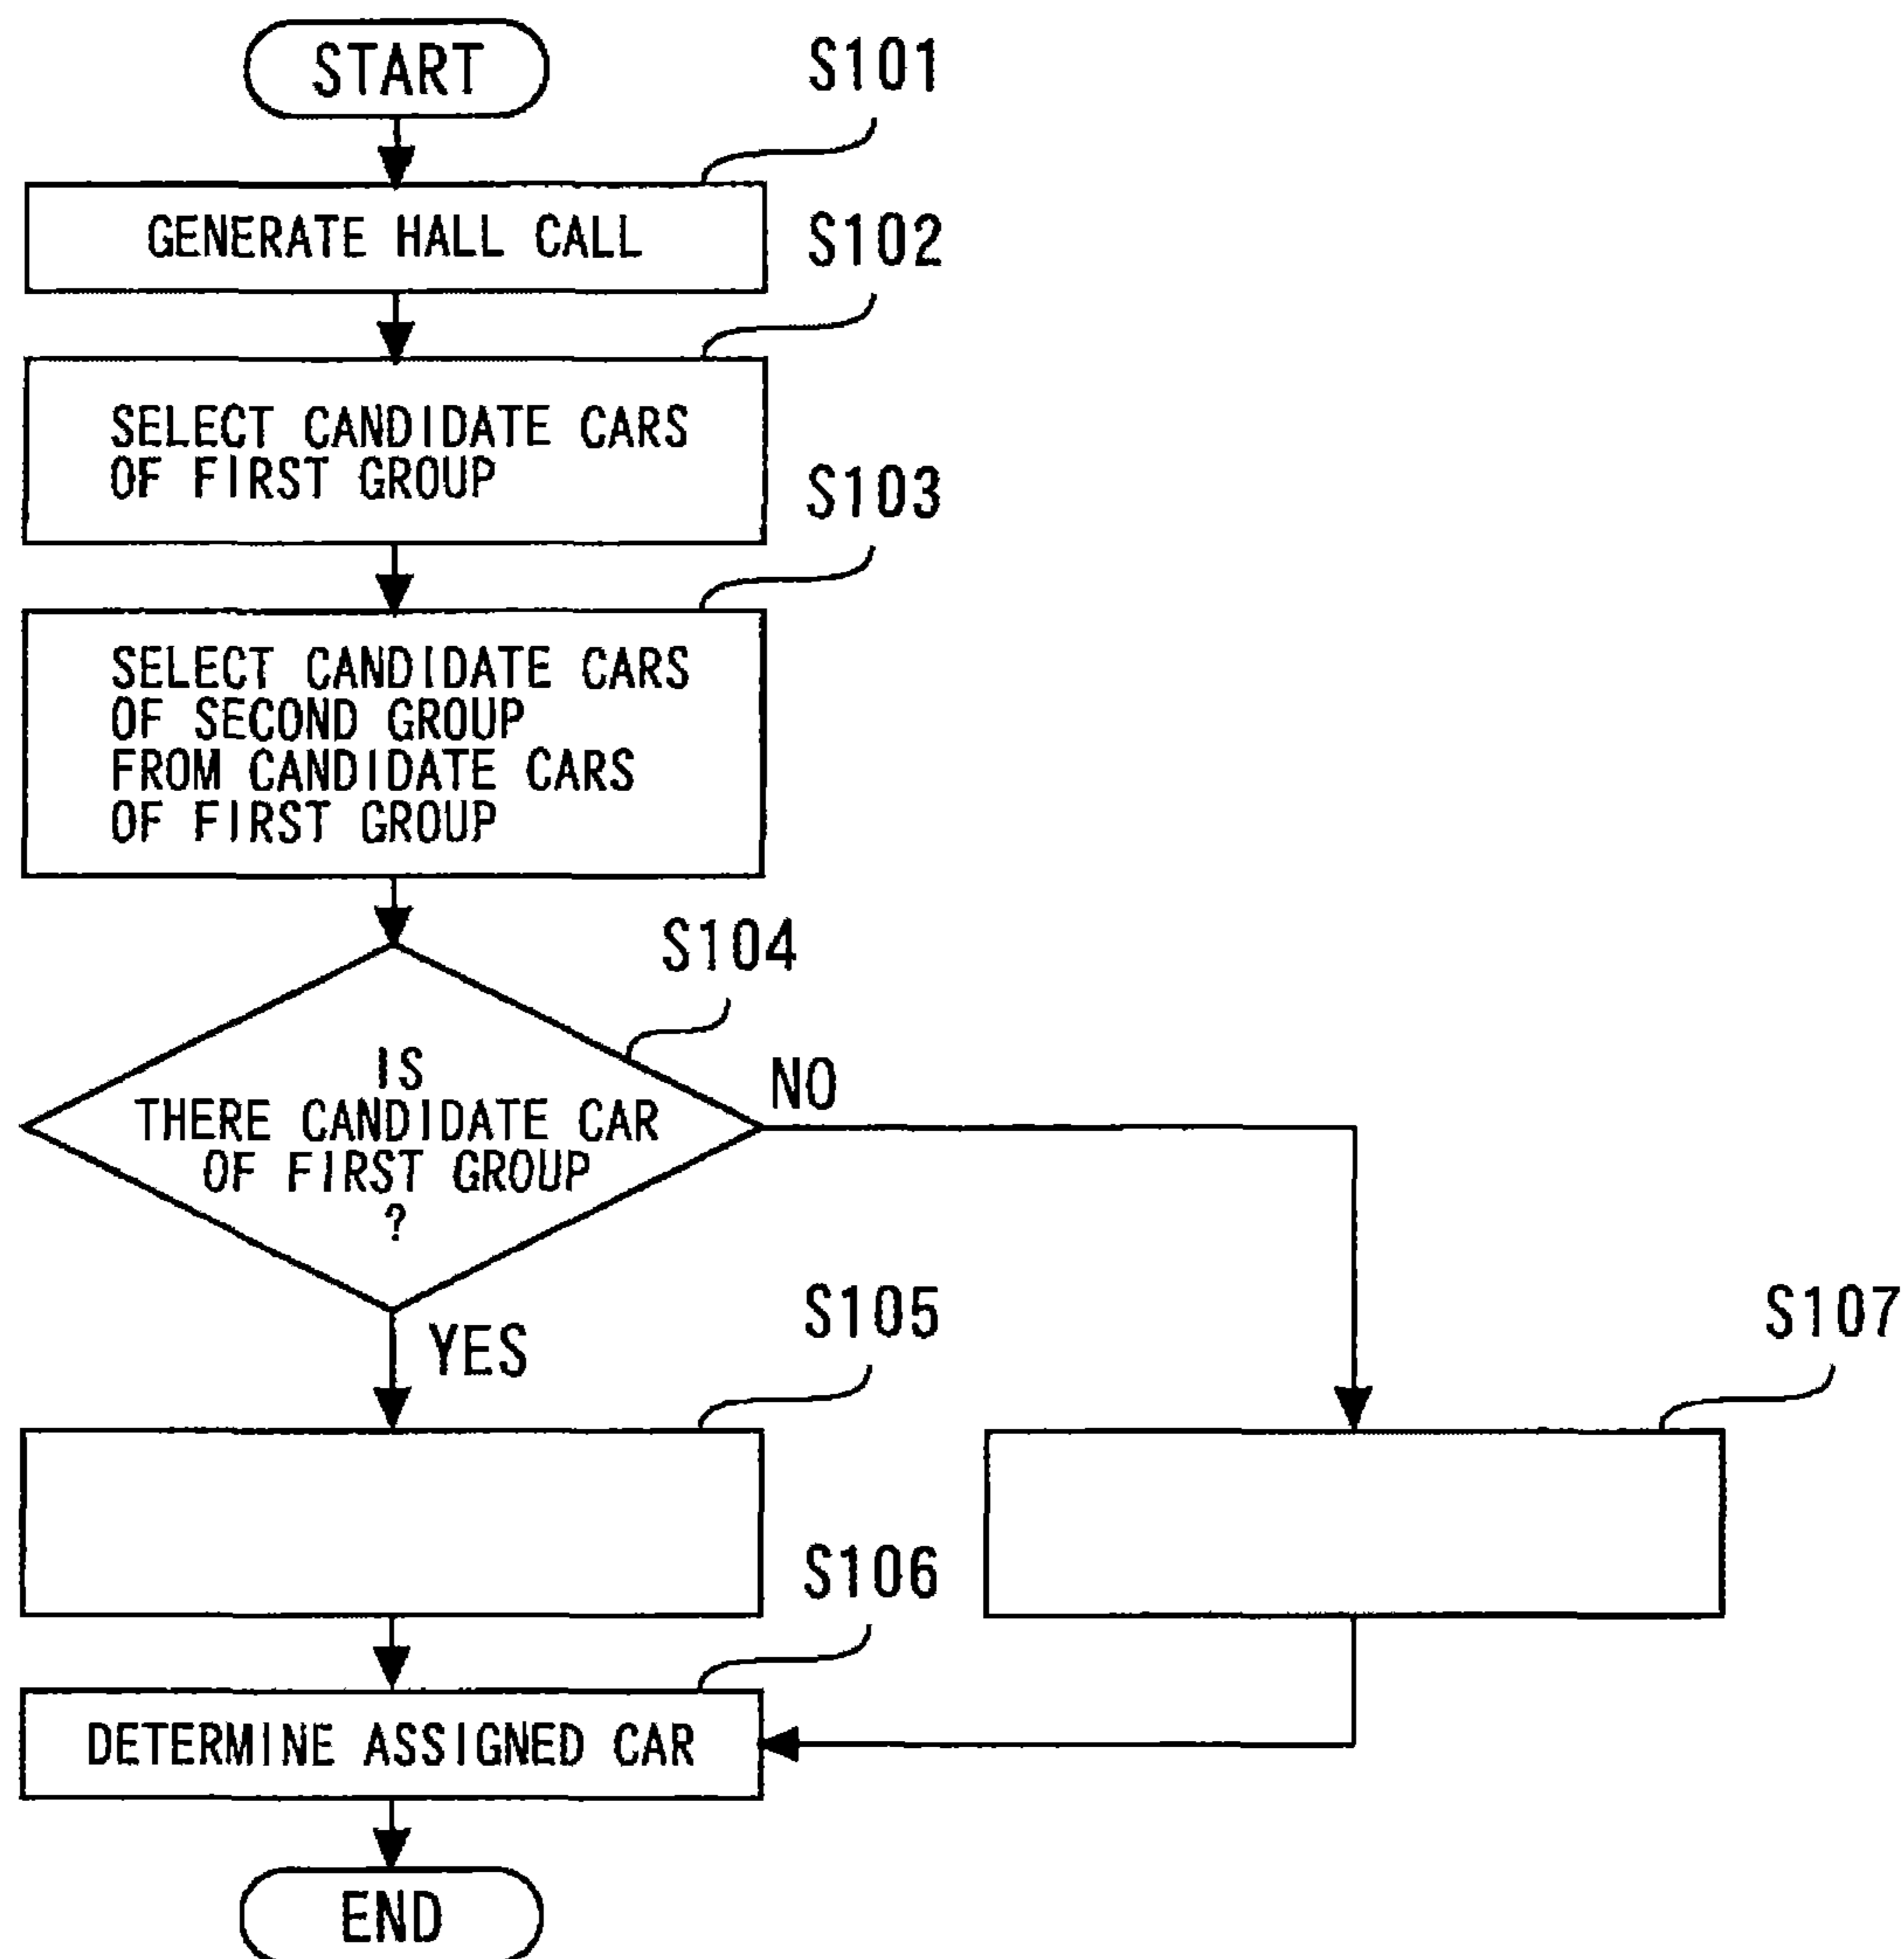 START
S101
GENERATE HALL CALL
S102
SELECT CANDIDATE CARS
OF FIRST GROUP
S103
SELECT CANDIDATE CARS
OF SECOND GROUP
FROM CANDIDATE CARS
OF FIRST GROUP
S104
IS
THERE CANDIDATE CAR
OF FIRST GROUP
?
NO
YES
S105
S107
S106
DETERMINE ASSIGNED CAR
END